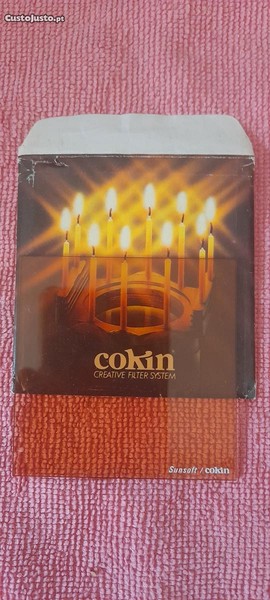 CustoJusto.pt
cokin
CREATIVE FILTER SYSTEM
Sunsoft / cokin